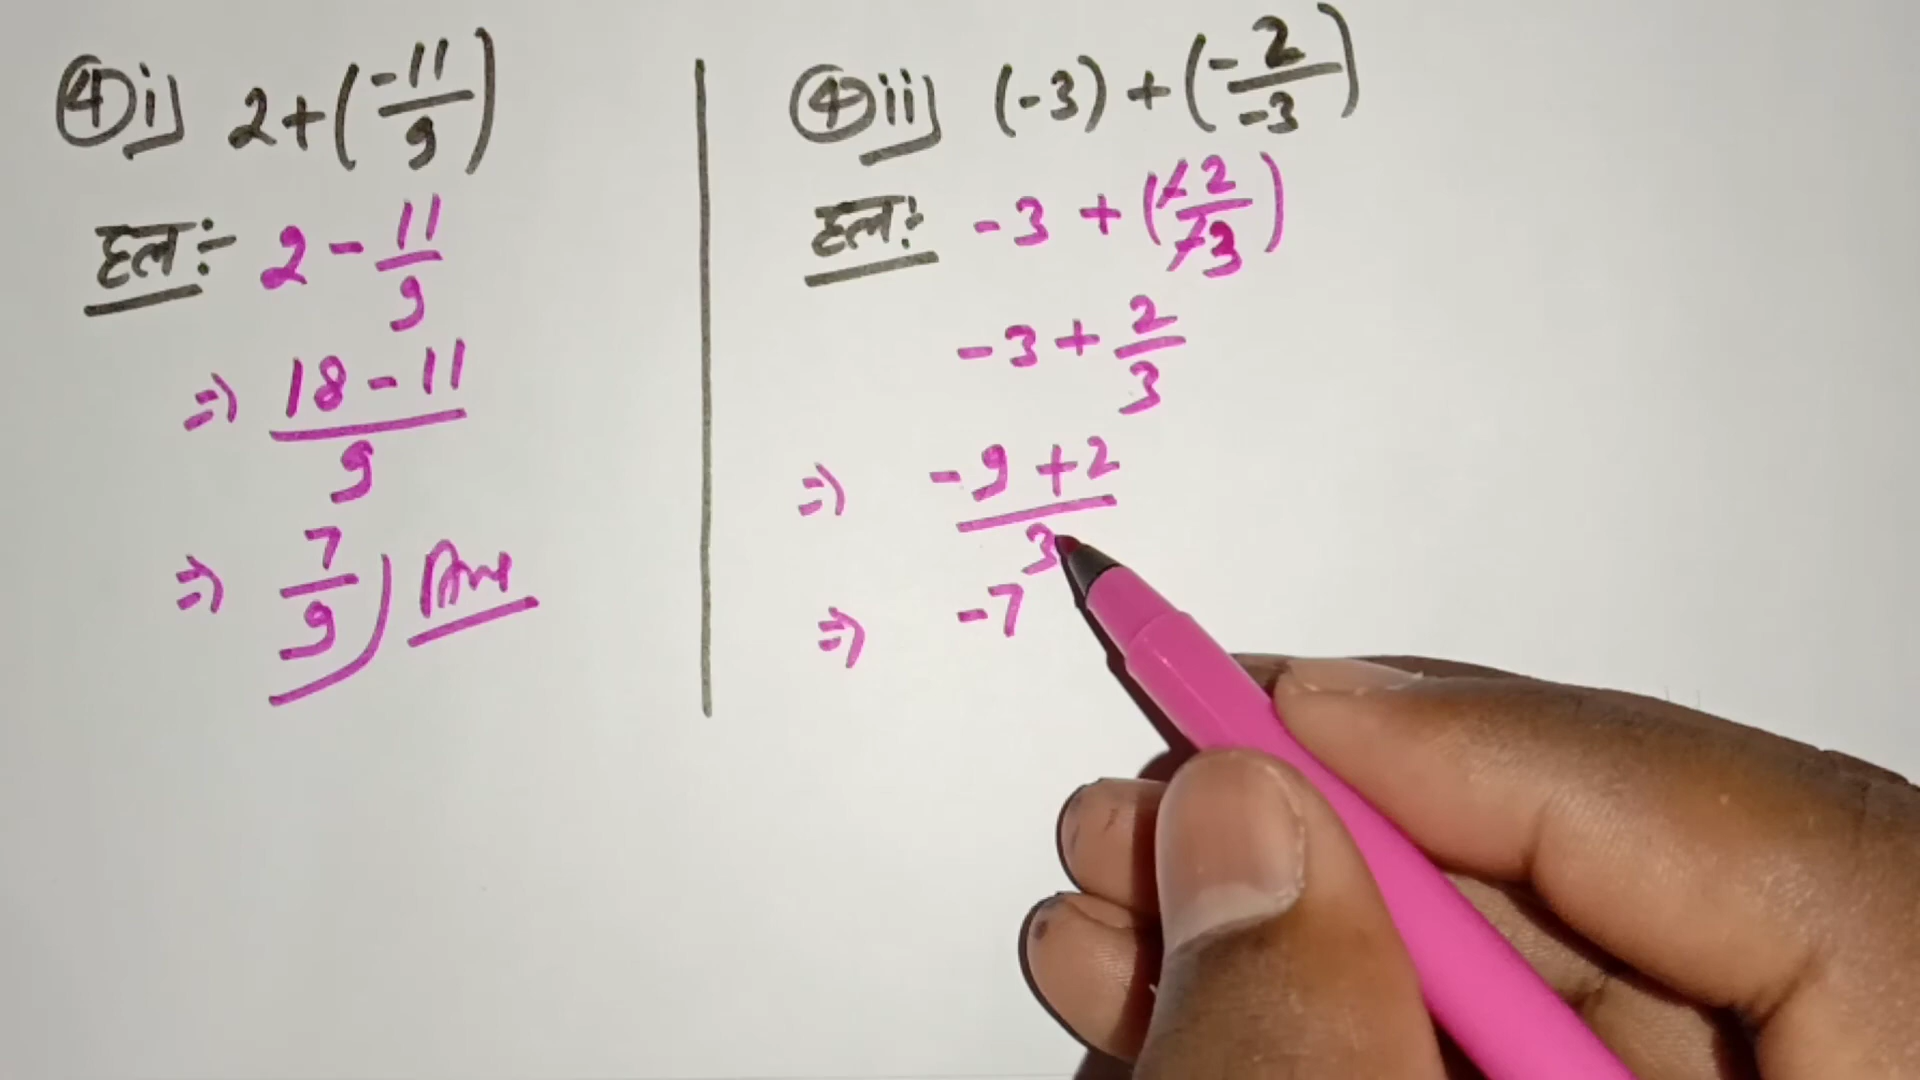 ④ i) 2 + (-11/9)
हल :- 2 - 11/9
⇒ 18 - 11/9
⇒ 7/9) Ans
④ ii) (-3) + (-2/-3)
हल :- -3 + (-2/-3)
-3 + 2/3
⇒ -9 + 2/3
⇒ -7